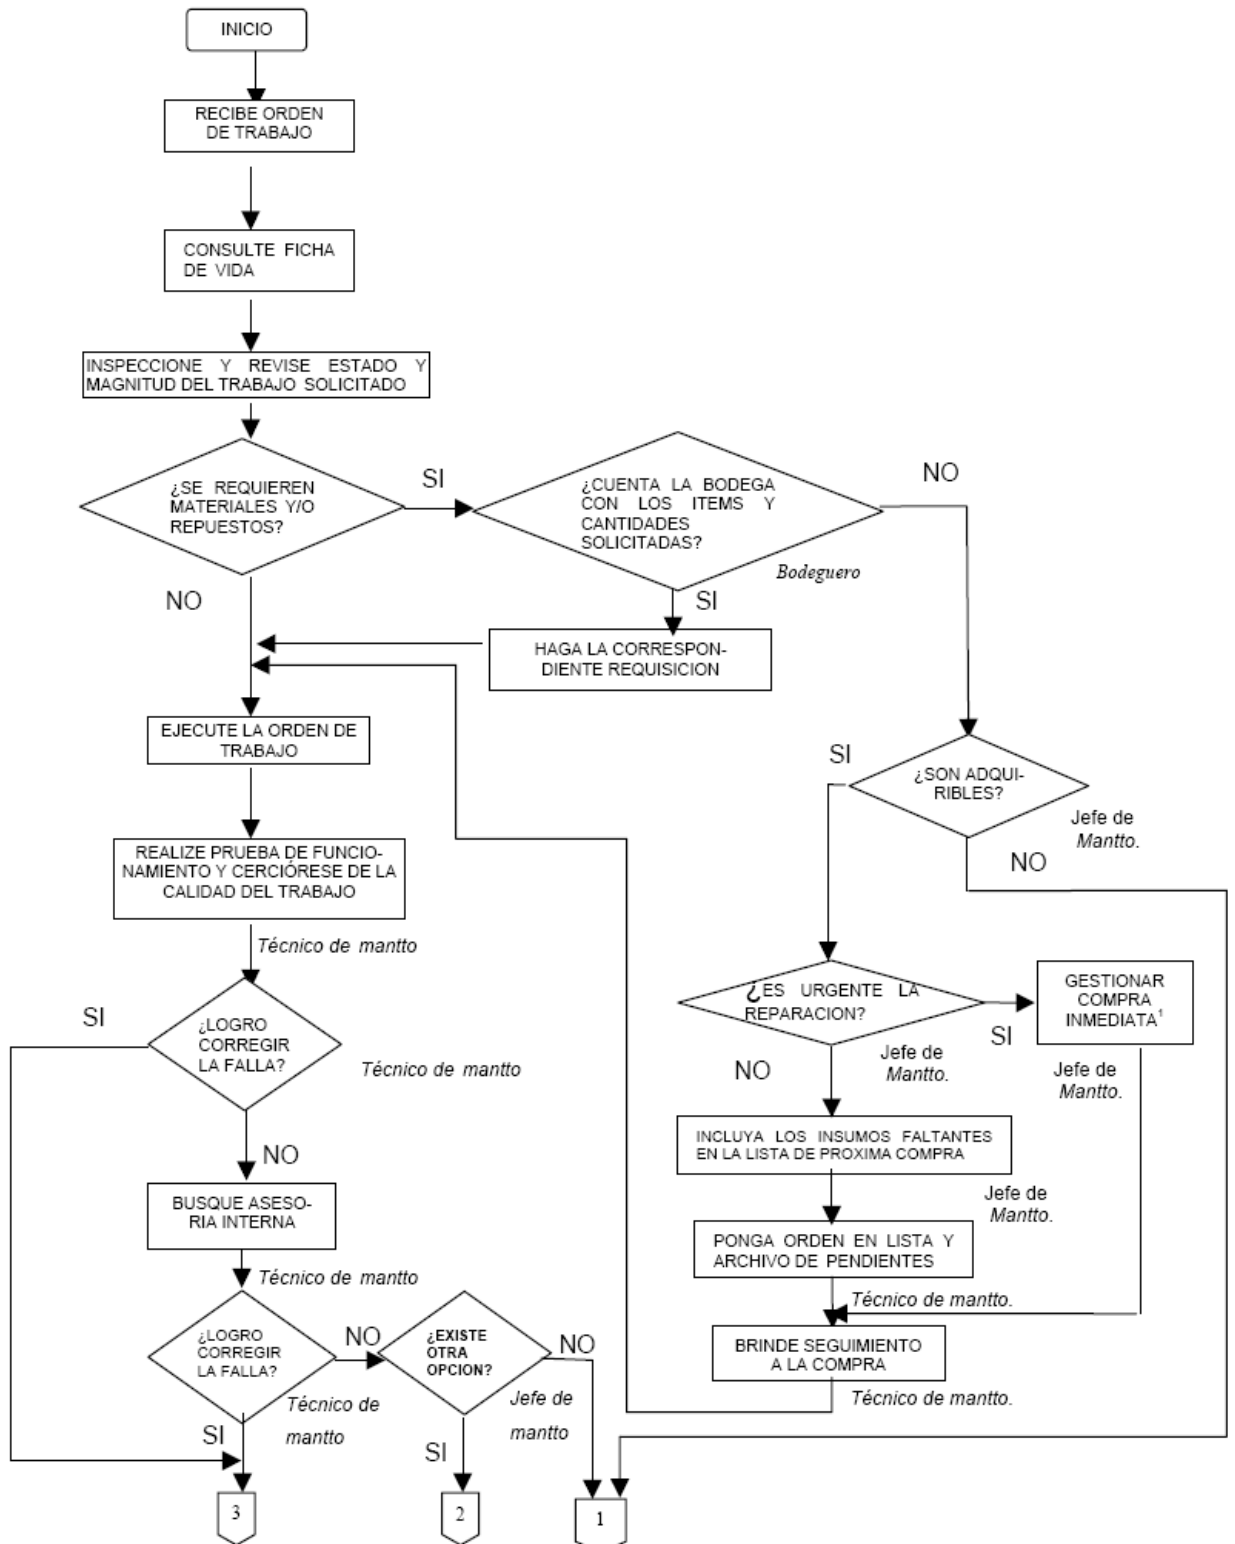 INICIO
RECIBE ORDEN
DE TRABAJO
CONSULTE FICHA
DE VIDA
INSPECCIONE Y REVISE ESTADO Y
MAGNITUD DEL TRABAJO SOLICITADO
¿SE REQUIEREN
MATERIALES Y/O
REPUESTOS?
SI
¿CUENTA LA BODEGA
CON LOS ITEMS Y
CANTIDADES
SOLICITADAS?
NO
Bodeguero
NO
SI
HAGA LA CORRESPON-
DIENTE REQUISICION
EJECUTE LA ORDEN DE
TRABAJO
SI
¿SON ADQUI-
RIBLES?
Jefe de
Mantto.
NO
REALIZE PRUEBA DE FUNCIO-
NAMIENTO Y CERCIÓRESE DE LA
CALIDAD DEL TRABAJO
Técnico de mantto
¿ES URGENTE LA
REPARACION?
SI
GESTIONAR
COMPRA
INMEDIATA¹
Jefe de
Mantto.
Jefe de
Mantto.
NO
SI
¿LOGRO
CORREGIR
LA FALLA?
Técnico de mantto
NO
INCLUYA LOS INSUMOS FALTANTES
EN LA LISTA DE PROXIMA COMPRA
Jefe de
Mantto.
BUSQUE ASESO-
RIA INTERNA
Técnico de mantto
PONGA ORDEN EN LISTA Y
ARCHIVO DE PENDIENTES
Técnico de mantto.
BRINDE SEGUIMIENTO
A LA COMPRA
Técnico de mantto.
¿LOGRO
CORREGIR
LA FALLA?
NO
¿EXISTE
OTRA
OPCION?
NO
Técnico de
mantto
Jefe de
mantto
SI
SI
3
2
1